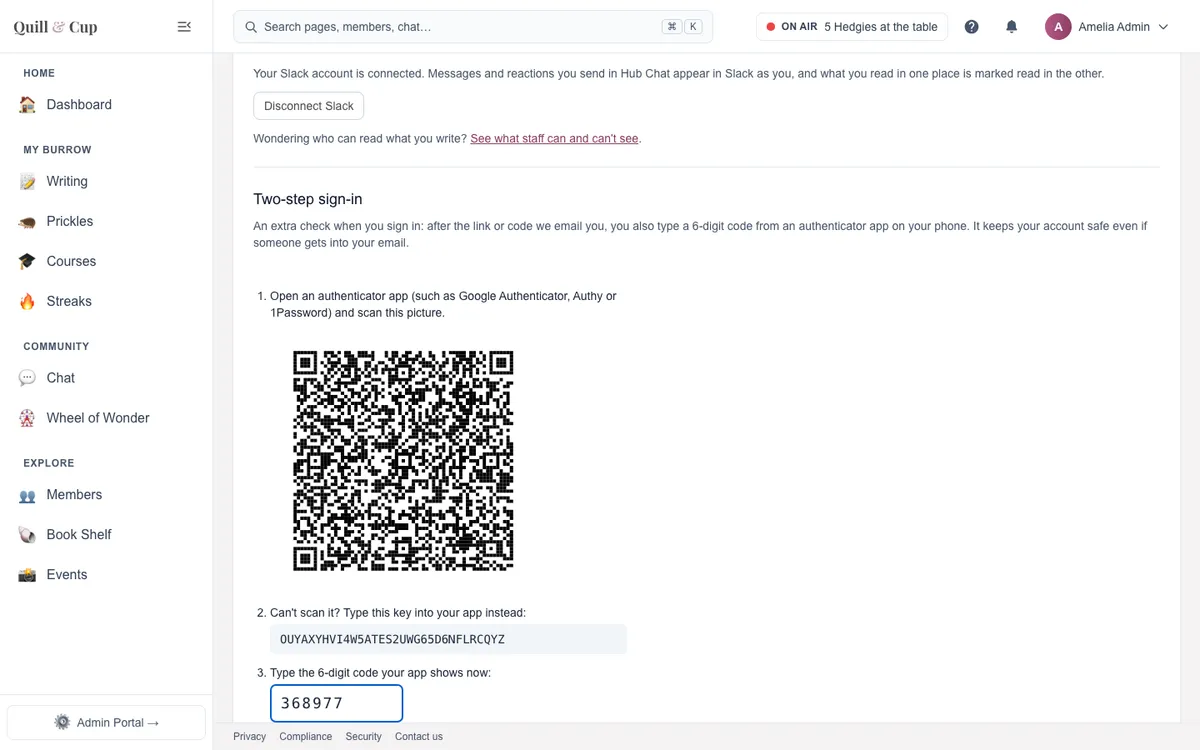 Quill & Cup
Search pages, members, chat…
⌘ K
ON AIR 5 Hedgies at the table
?
A
Amelia Admin
HOME
Dashboard
MY BURROW
Writing
Prickles
Courses
Streaks
COMMUNITY
Chat
Wheel of Wonder
EXPLORE
Members
Book Shelf
Events
Admin Portal →
Your Slack account is connected. Messages and reactions you send in Hub Chat appear in Slack as you, and what you read in one place is marked read in the other.
Disconnect Slack
Wondering who can read what you write? See what staff can and can't see.
Two-step sign-in
An extra check when you sign in: after the link or code we email you, you also type a 6-digit code from an authenticator app on your phone. It keeps your account safe even if
someone gets into your email.
1. Open an authenticator app (such as Google Authenticator, Authy or
1Password) and scan this picture.
2. Can't scan it? Type this key into your app instead:
OUYAXYHVI4W5ATES2UWG65D6NFLRCQYZ
3. Type the 6-digit code your app shows now:
368977
Privacy Compliance Security Contact us